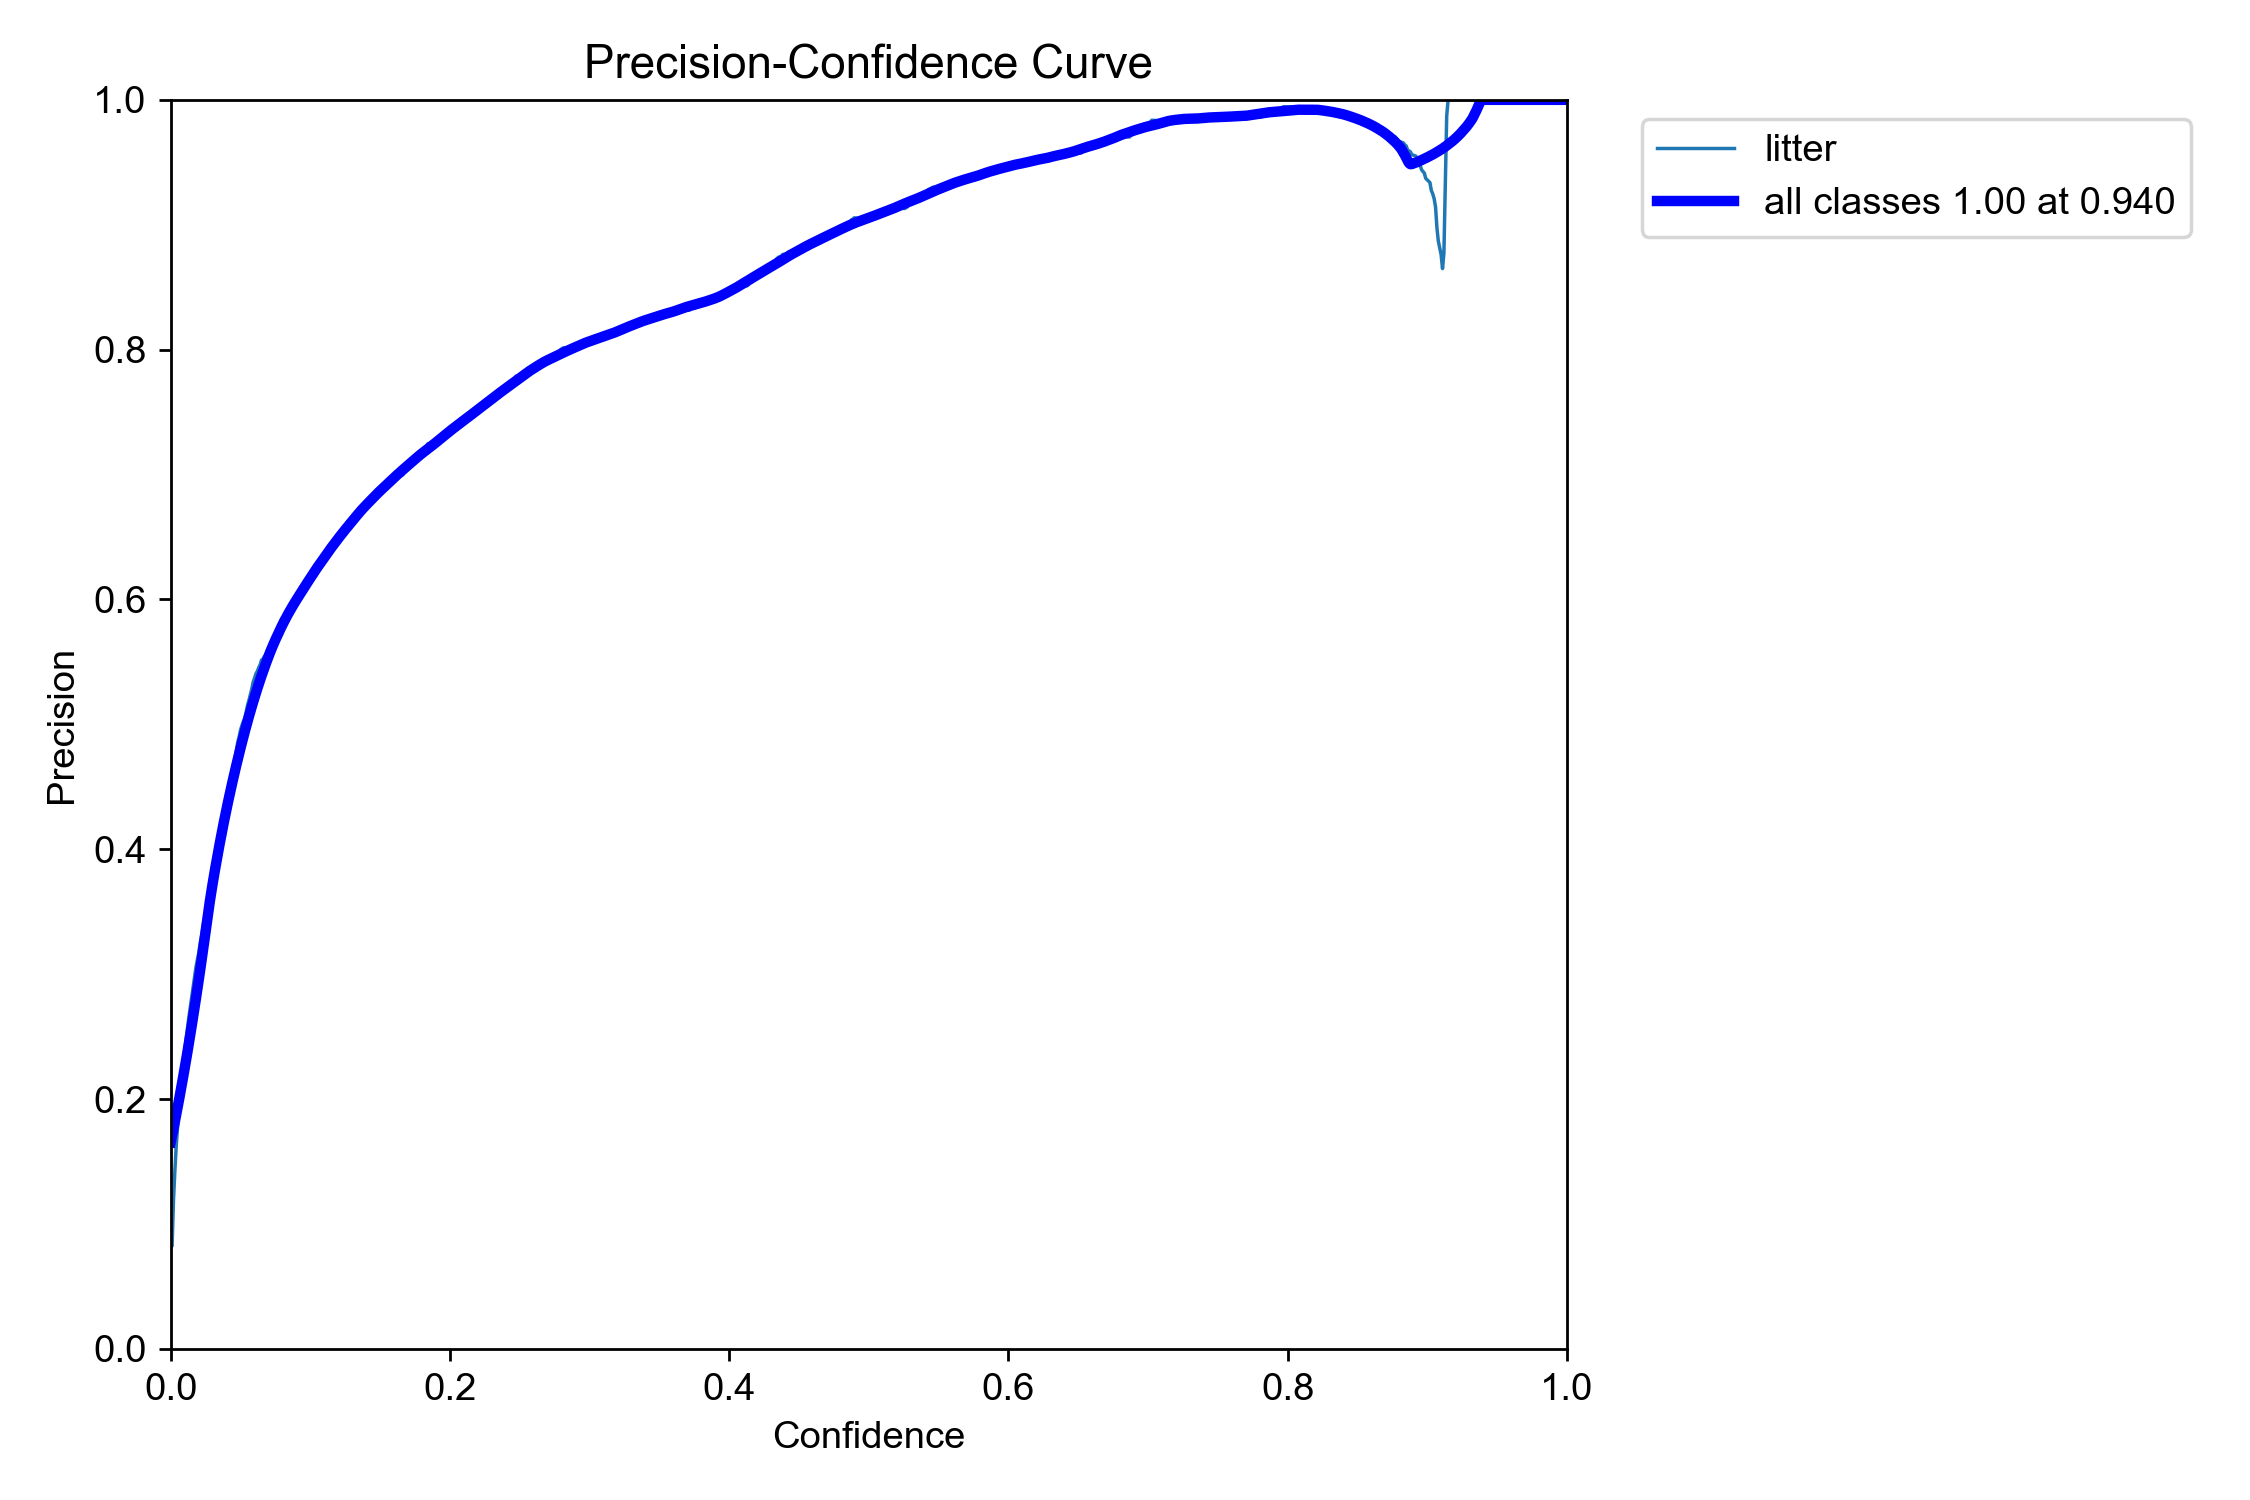 Precision-Confidence Curve
1.0
0.8
0.6
0.4
0.2
0.0
Precision
0.0 0.2 0.4 0.6 0.8 1.0
Confidence
litter
all classes 1.00 at 0.940